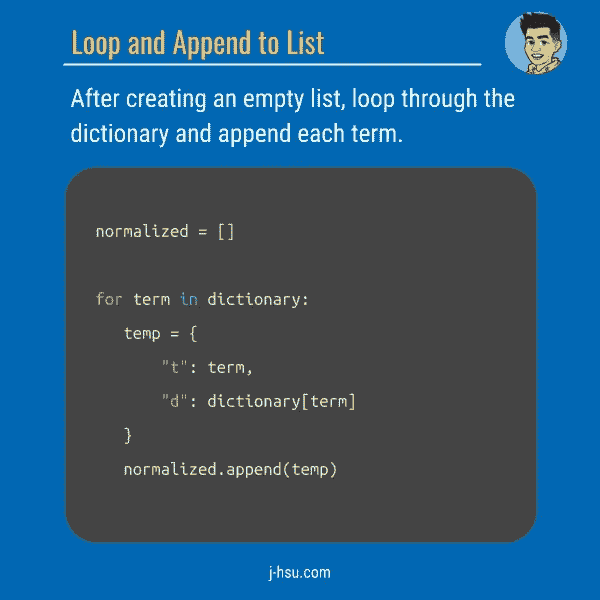 Loop and Append to List
After creating an empty list, loop through the
dictionary and append each term.
normalized = []
for term in dictionary:
temp = {
"t": term,
"d": dictionary[term]
}
normalized.append(temp)
j-hsu.com